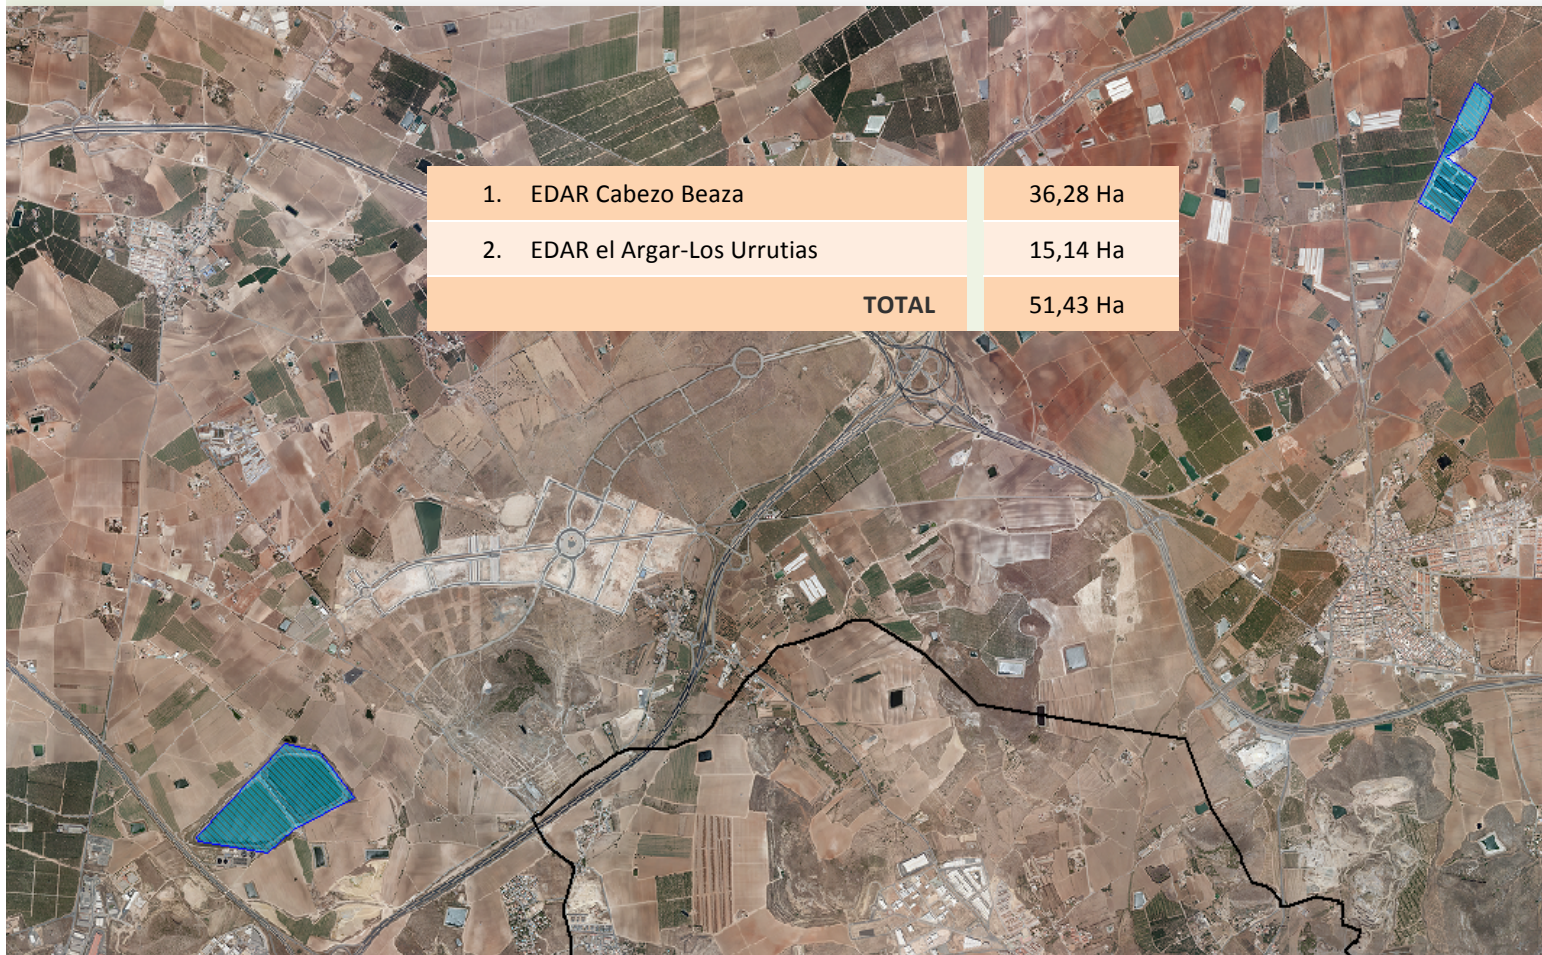 1. EDAR Cabezo Beaza 36,28 Ha
2. EDAR el Argar-Los Urrutias 15,14 Ha
TOTAL 51,43 Ha